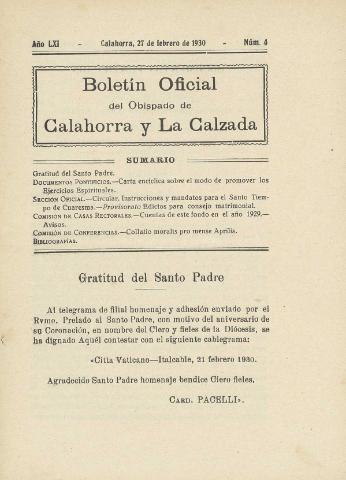 Año LXI - Calahorra, 27 de febrero de 1930 - Núm. 4
Boletín Oficial
del Obispado de
Calahorra y La Calzada
SUMARIO
Gratitud del Santo Padre.
DOCUMENTOS PONTIFICIOS.—Carta encíclica sobre el modo de promover los
Ejercicios Espirituales.
SECCIÓN OFICIAL.—Circular. Instrucciones y mandatos para el Santo Tiem-
po de Cuaresma.—Provisorato: Edictos para consejo matrimonial.
COMISIÓN DE CASAS RECTORALES.—Cuentas de este fondo en el año 1929.—
Avisos.
COMISIÓN DE CONFERENCIAS.—Collatio moralis pro mense Aprilis.
BIBLIOGRAFÍAS.
Gratitud del Santo Padre
Al telegrama de filial homenaje y adhesión enviado por el
Rvmo. Prelado al Santo Padre, con motivo del aniversario de
su Coronación, en nombre del Clero y fieles de la Diócesis, se
ha dignado Aquél contestar con el siguiente cablegrama:
«Citta Vaticano—Italcable, 21 febrero 1930.
Agradecido Santo Padre homenaje bendice Clero fieles.
CARD. PACELLI».